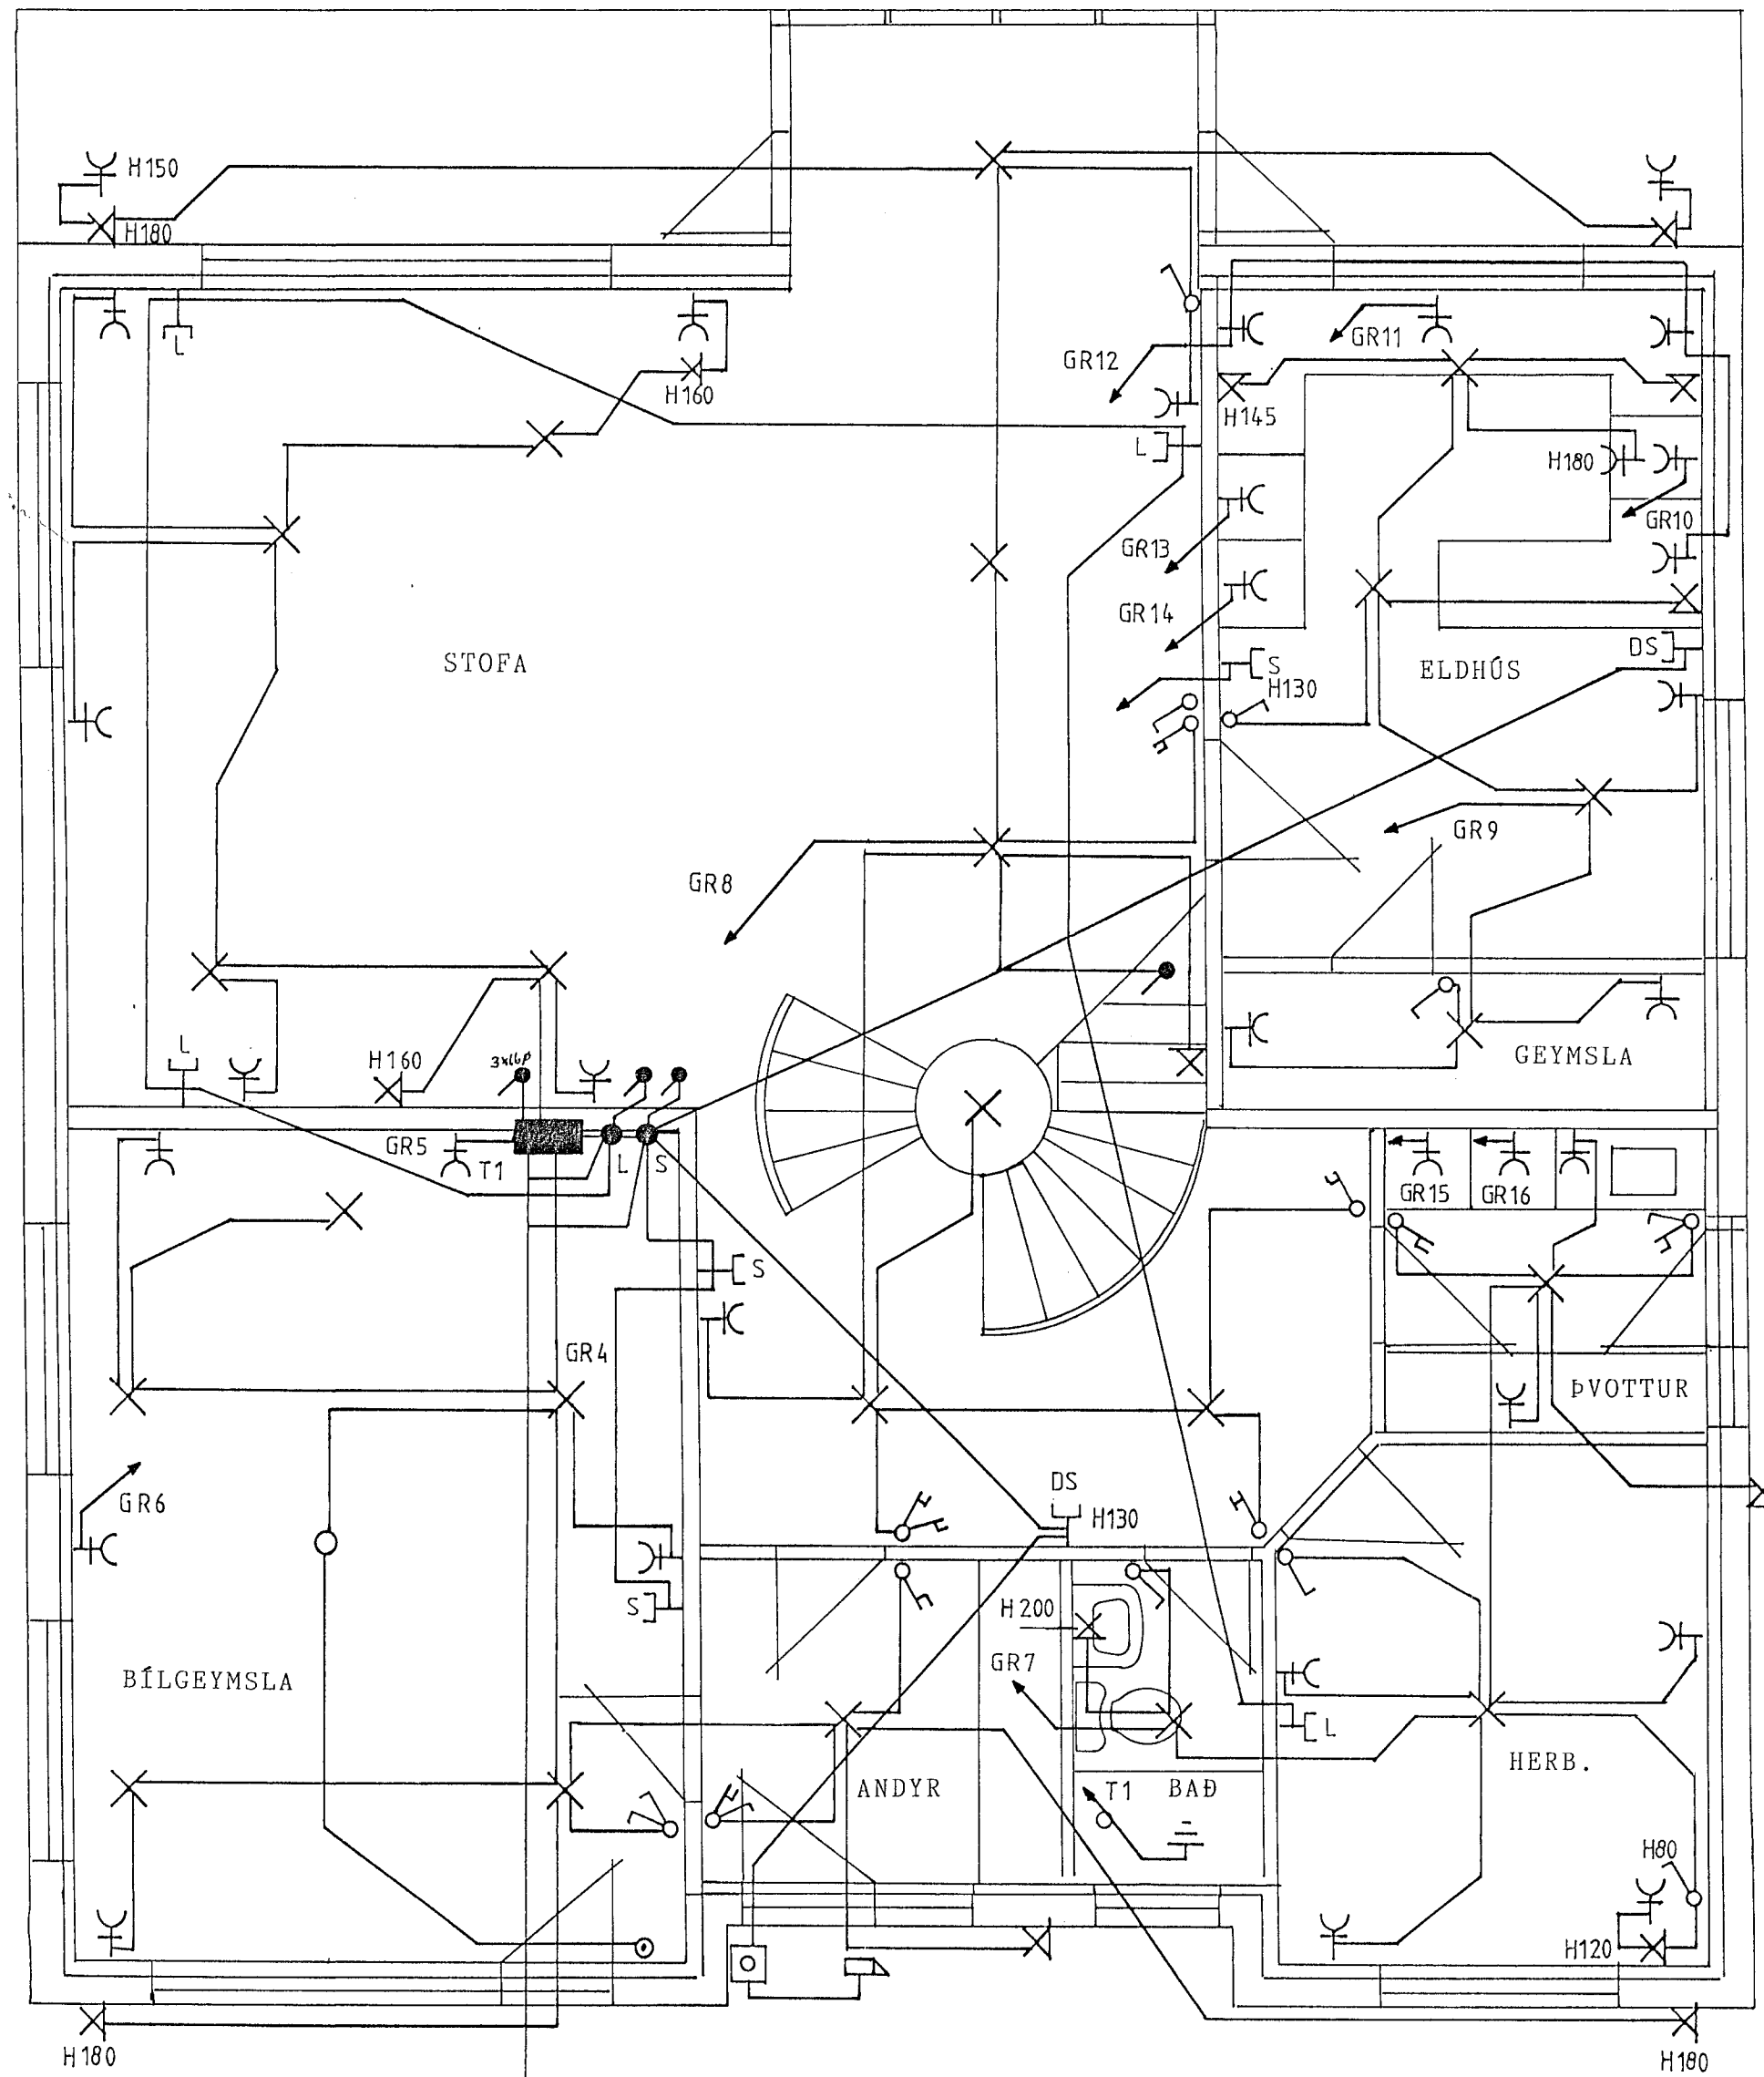 H150
H180
L
H160
GR12
GR11
H145
L
H180
GR10
GR13
GR14
STOFA
S
H130
DS
ELDHÚS
GR8
GR9
L
H160
3x16p
GEYMSLA
GR5
T1
L
S
GR15
GR16
S
GR4
ÞVOTTUR
GR6
DS
H130
S
H200
GR7
BÍLGEYMSLA
L
ANDYR
T1
BAÐ
HERB.
H80
H120
H180
H180